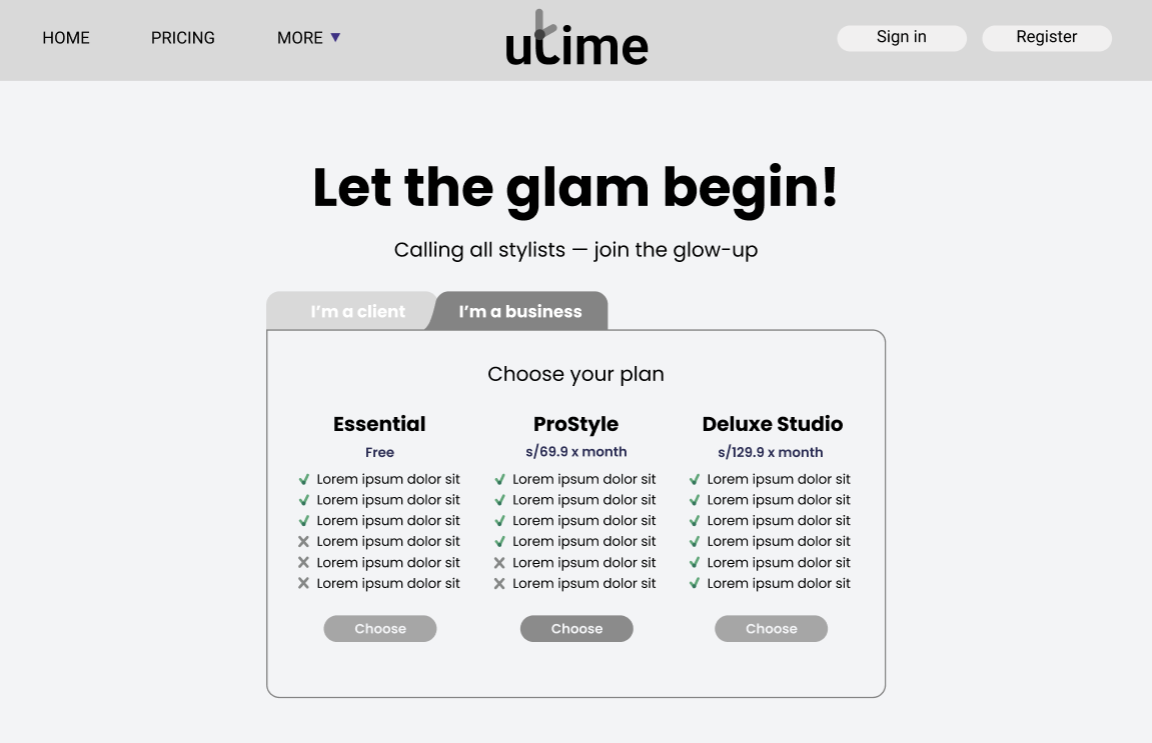 HOME PRICING MORE ▼ utime Sign in Register
Let the glam begin!
Calling all stylists — join the glow-up
I'm a client I'm a business
Choose your plan
Essential ProStyle Deluxe Studio
Free s/69.9 x month s/129.9 x month
✓ Lorem ipsum dolor sit ✓ Lorem ipsum dolor sit ✓ Lorem ipsum dolor sit
✓ Lorem ipsum dolor sit ✓ Lorem ipsum dolor sit ✓ Lorem ipsum dolor sit
✓ Lorem ipsum dolor sit ✓ Lorem ipsum dolor sit ✓ Lorem ipsum dolor sit
✕ Lorem ipsum dolor sit ✓ Lorem ipsum dolor sit ✓ Lorem ipsum dolor sit
✕ Lorem ipsum dolor sit ✕ Lorem ipsum dolor sit ✓ Lorem ipsum dolor sit
✕ Lorem ipsum dolor sit ✕ Lorem ipsum dolor sit ✓ Lorem ipsum dolor sit
Choose Choose Choose